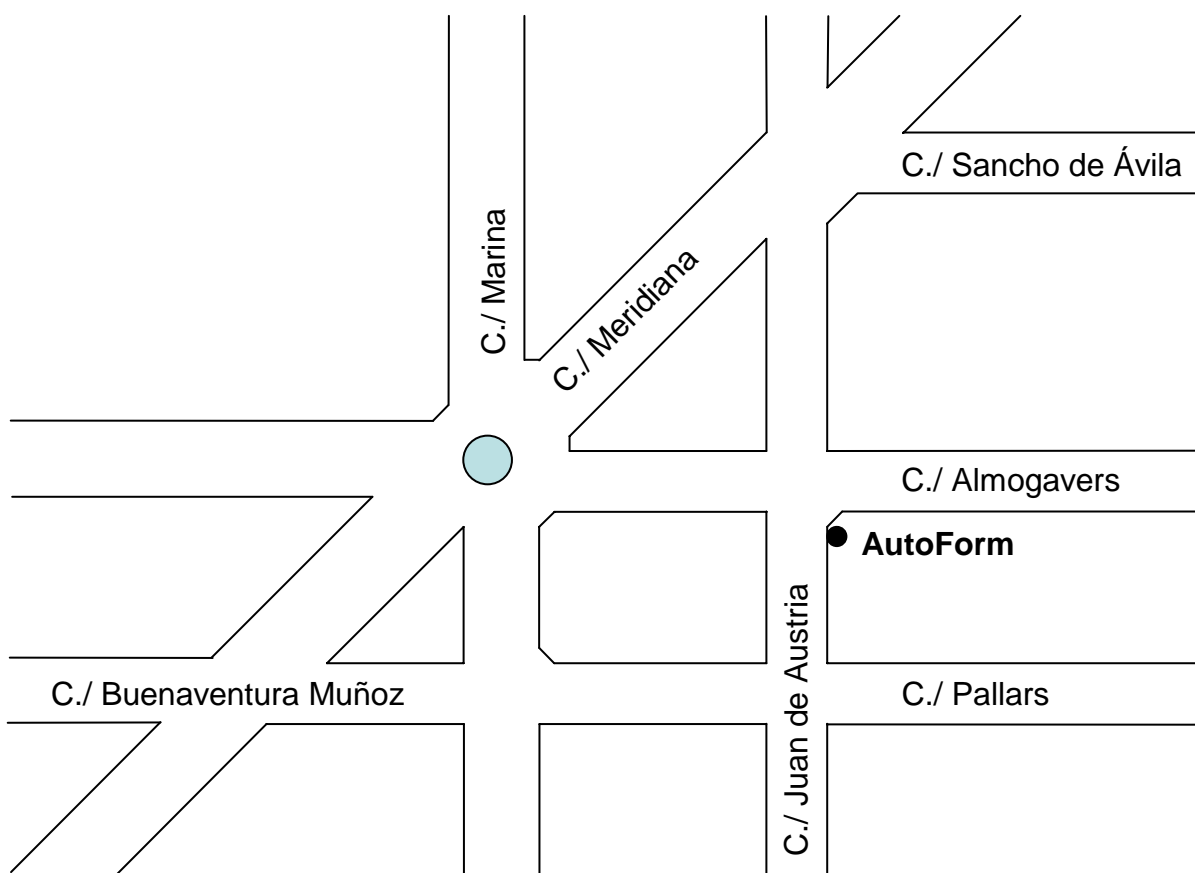 C./ Sancho de Ávila
C./ Marina
C./ Meridiana
C./ Almogavers
AutoForm
C./ Juan de Austria
C./ Buenaventura Muñoz
C./ Pallars